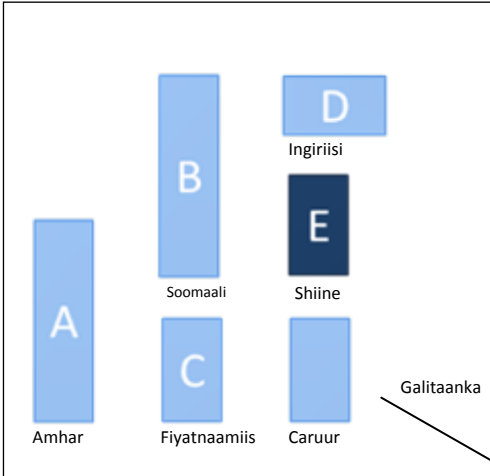 D
Ingiriisi
B
E
Soomaali
Shiine
A
C
Galitaanka
Amhar
Fiyatnaamiis
Caruur